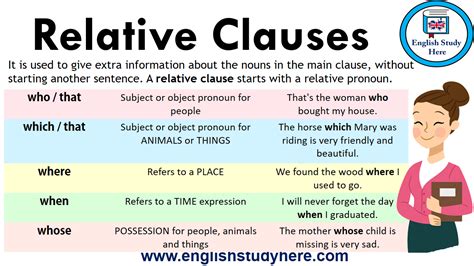 Relative Clauses
English Study
Here
It is used to give extra information about the nouns in the main clause, without
starting another sentence. A relative clause starts with a relative pronoun.
who / that
Subject or object pronoun for
people
That's the woman who
bought my house.
which / that
Subject or object pronoun for
ANIMALS or THINGS
The horse which Mary was
riding is very friendly and
beautiful.
where
Refers to a PLACE
We found the wood where I
used to go.
when
Refers to a TIME expression
I will never forget the day
when I graduated.
whose
POSSESSION for people, animals
and things
The mother whose child is
missing is very sad.
www.englishstudyhere.com